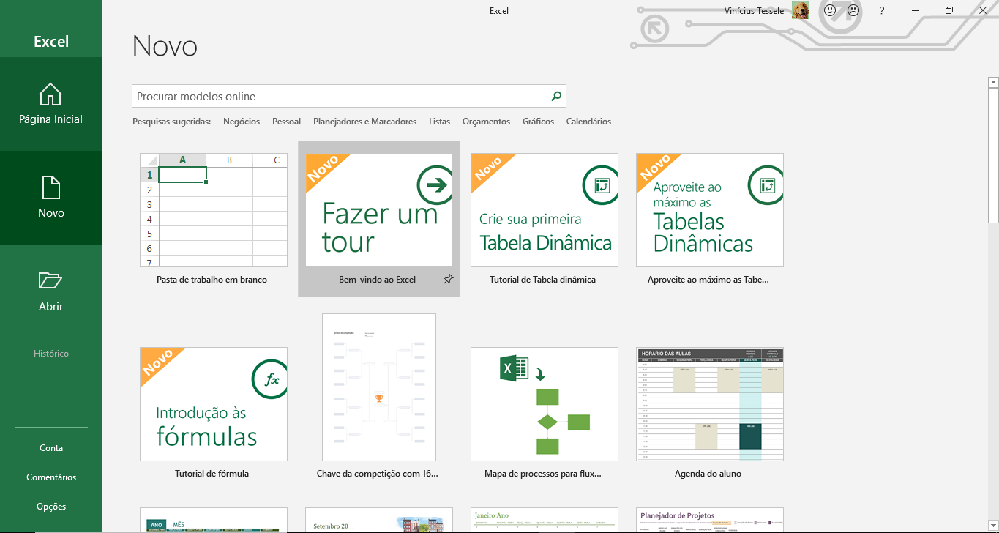 Excel
Vinícius Tessele
?
Excel
Página Inicial
Novo
Abrir
Histórico
Conta
Comentários
Opções
Novo
Procurar modelos online
Pesquisas sugeridas: Negócios Pessoal Planejadores e Marcadores Listas Orçamentos Gráficos Calendários
A B C
1
2
3
4
5
6
7
Pasta de trabalho em branco
Novo
Fazer um
tour
Bem-vindo ao Excel
Novo
Crie sua primeira
Tabela Dinâmica
Tutorial de Tabela dinâmica
Novo
Aproveite ao
máximo as
Tabelas
Dinâmicas
Aproveite ao máximo as Tabe...
Novo
fx
Introdução às
fórmulas
Tutorial de fórmula
Chave da competição com 16...
X
Mapa de processos para flux...
HORÁRIO DAS AULAS
Agenda do aluno
ANO MÊS
Setembro 20__
Janeiro Ano
Planejador de Projetos